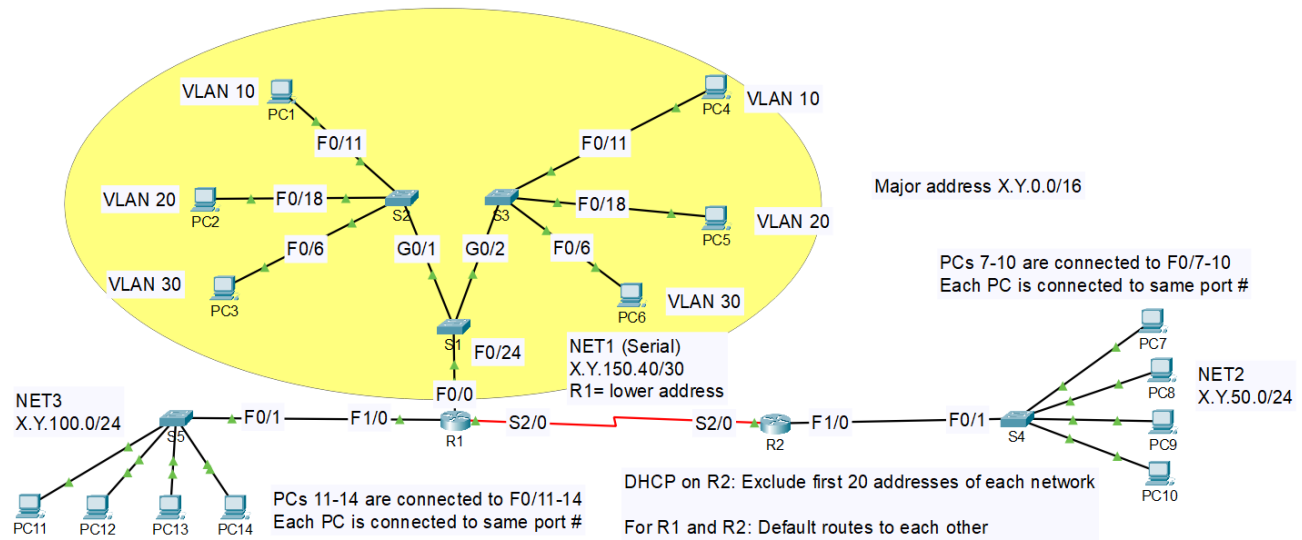 VLAN 10
PC1
F0/11
VLAN 20
PC2
F0/18
S2
F0/6
VLAN 30
PC3
G0/1
PC4
VLAN 10
F0/11
S3
F0/18
PC5
VLAN 20
G0/2
F0/6
PC6
VLAN 30
S1
F0/24
Major address X.Y.0.0/16
PCs 7-10 are connected to F0/7-10
Each PC is connected to same port #
NET1 (Serial)
X.Y.150.40/30
R1= lower address
PC7
PC8
PC9
PC10
NET2
X.Y.50.0/24
NET3
X.Y.100.0/24
S5
F0/1
F1/0
F0/0
R1
S2/0
S2/0
R2
F1/0
F0/1
S4
PC11
PC12
PC13
PC14
PCs 11-14 are connected to F0/11-14
Each PC is connected to same port #
DHCP on R2: Exclude first 20 addresses of each network
For R1 and R2: Default routes to each other